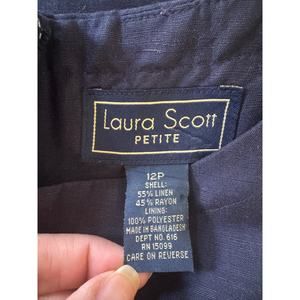 Laura Scott
PETITE
12P
SHELL:
55% LINEN
45% RAYON
LINING:
100% POLYESTER
MADE IN BANGLADESH
DEPT NO. 616
RN 15099
CARE ON REVERSE